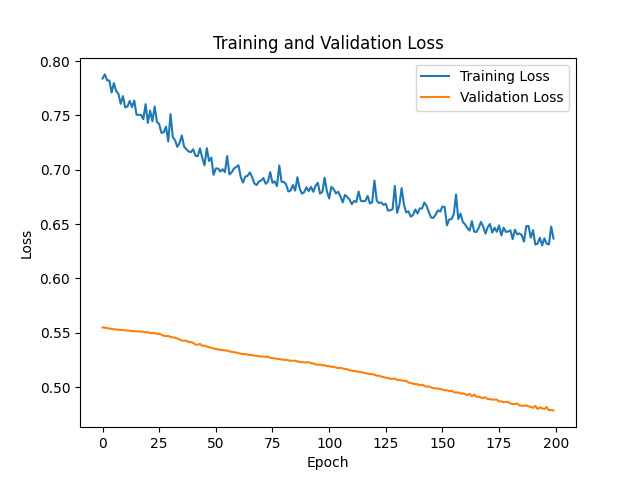 Training and Validation Loss
Training Loss
Validation Loss
0.80
0.75
0.70
0.65
0.60
0.55
0.50
Loss
0 25 50 75 100 125 150 175 200
Epoch